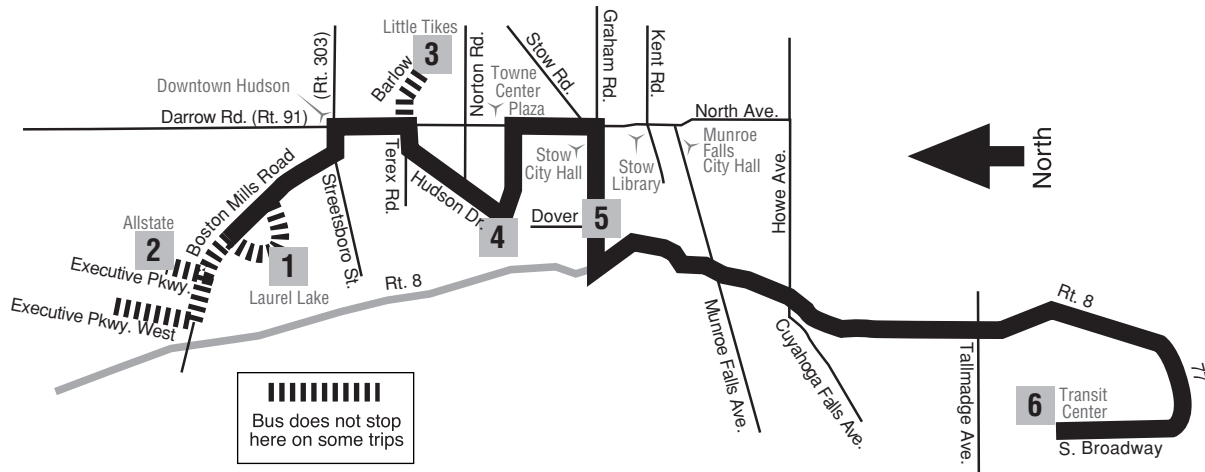 Little Tikes
3
Barlow
(Rt. 303)
Downtown Hudson
Darrow Rd. (Rt. 91)
Norton Rd.
Stow Rd.
Towne
Center
Plaza
Graham Rd.
Kent Rd.
North Ave.
Munroe
Falls
City Hall
Stow
Library
Stow
City Hall
North
Boston Mills Road
Streetsboro St.
Terex Rd.
Hudson Dr.
4
Dover
5
Howe Ave.
Allstate
2
Executive Pkwy.
1
Laurel Lake
Executive Pkwy. West
Rt. 8
Munroe Falls Ave.
Cuyahoga Falls Ave.
Tallmadge Ave.
Rt. 8
77
6
Transit
Center
S. Broadway
Bus does not stop
here on some trips